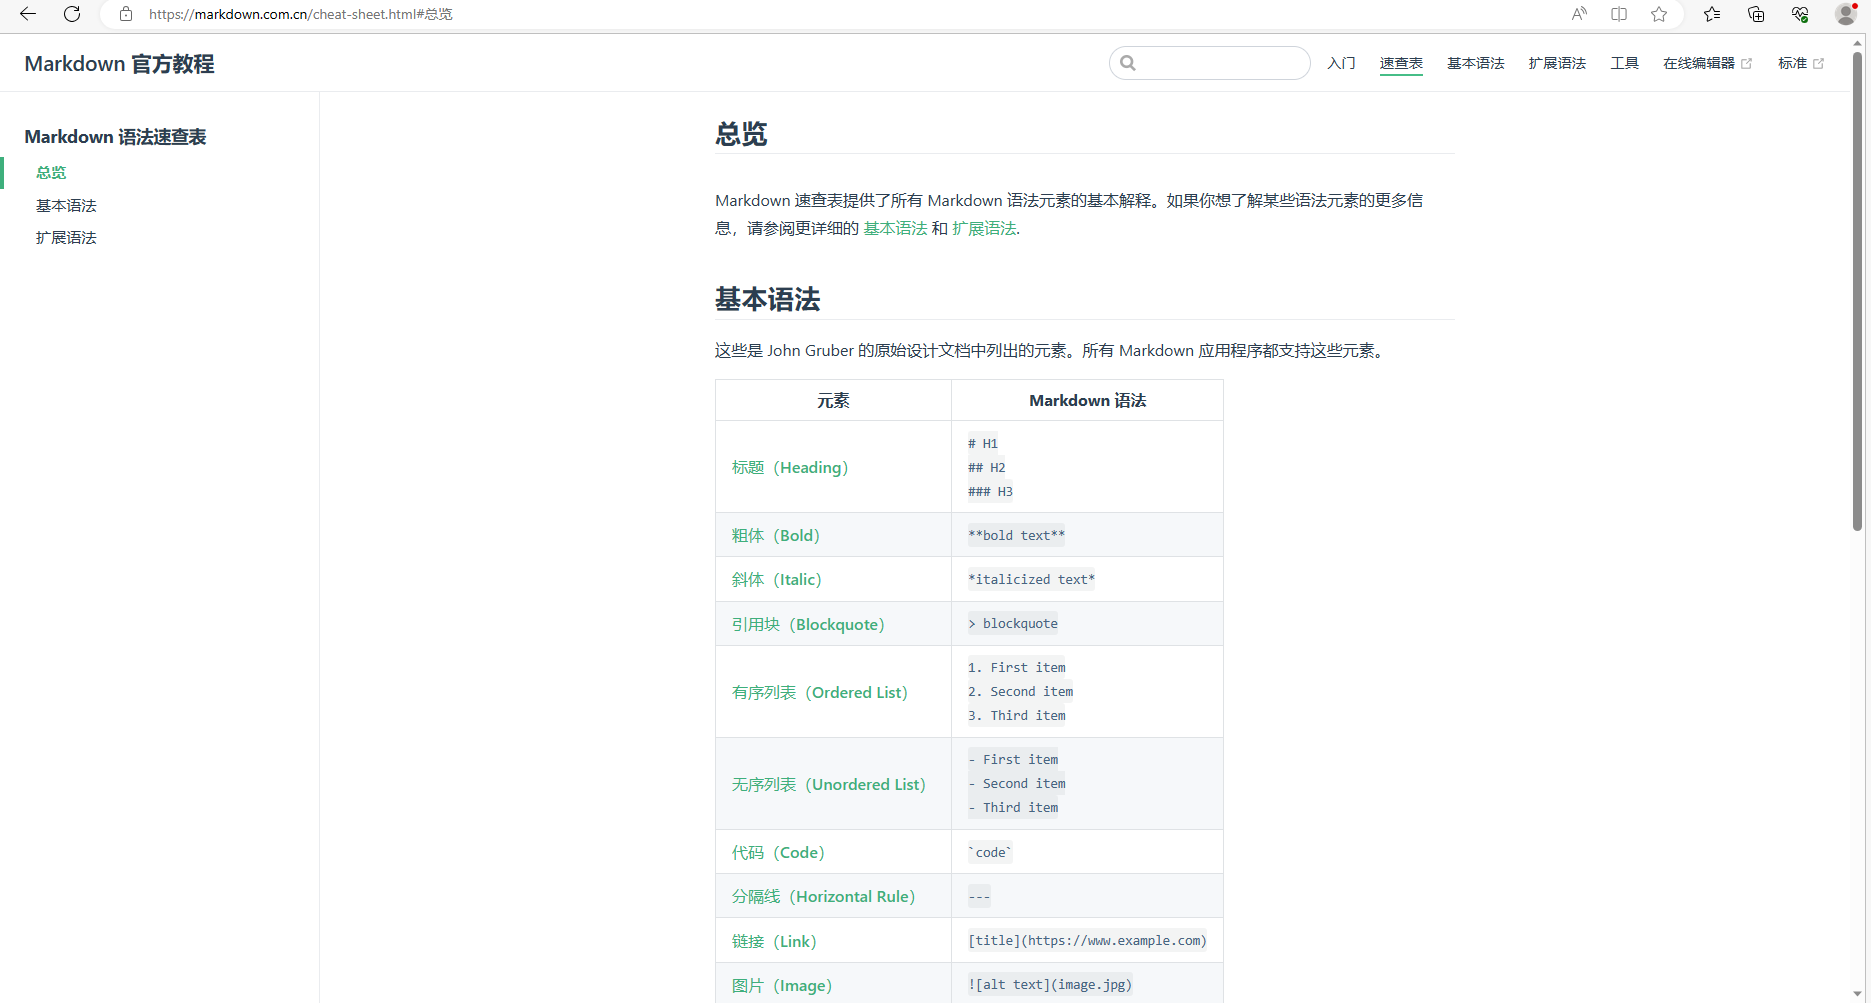 https://markdown.com.cn/cheat-sheet.html#总览
Markdown 官方教程
入门 速查表 基本语法 扩展语法 工具 在线编辑器 标准
Markdown 语法速查表
总览
基本语法
扩展语法
总览
Markdown 速查表提供了所有 Markdown 语法元素的基本解释。如果你想了解某些语法元素的更多信
息，请参阅更详细的 基本语法 和 扩展语法.
基本语法
这些是 John Gruber 的原始设计文档中列出的元素。所有 Markdown 应用程序都支持这些元素。
元素 Markdown 语法
标题（Heading）
# H1
## H2
### H3
粗体（Bold） **bold text**
斜体（Italic） *italicized text*
引用块（Blockquote） > blockquote
有序列表（Ordered List）
1. First item
2. Second item
3. Third item
无序列表（Unordered List）
- First item
- Second item
- Third item
代码（Code） `code`
分隔线（Horizontal Rule） ---
链接（Link） [title](https://www.example.com)
图片（Image） ![alt text](image.jpg)